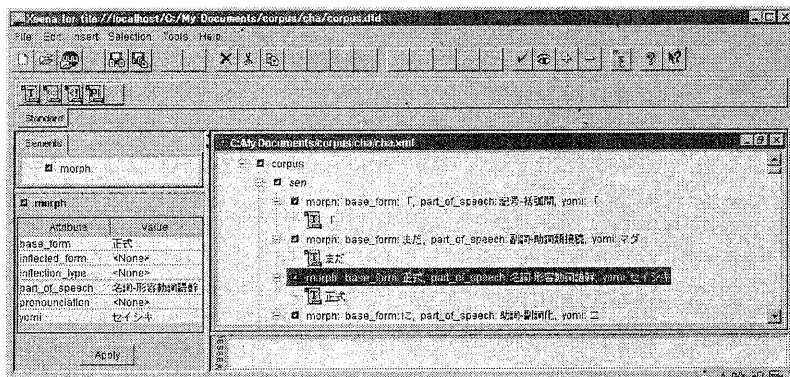 Xeena for file://localhost/C:/My Documents/corpus/cha/corpus.dtd
File Edit Insert Selection Tools Help
Standard
Elements
morph
morph
Attribute Value
base_form 正式
inflected_form <None>
inflection_type <None>
part_of_speech 名詞-形容動詞語幹
pronounciation <None>
yomi セイシキ
Apply
C:/My Documents/corpus/cha/cha.xml
corpus
sen
morph: base_form: 「, part_of_speech: 記号-括弧開, yomi: 「
「
morph: base_form: まだ, part_of_speech: 副詞-助詞類接続, yomi: マダ
まだ
morph: base_form: 正式, part_of_speech: 名詞-形容動詞語幹, yomi: セイシキ
正式
morph: base_form: に, part_of_speech: 助詞-副詞化, yomi: ニ